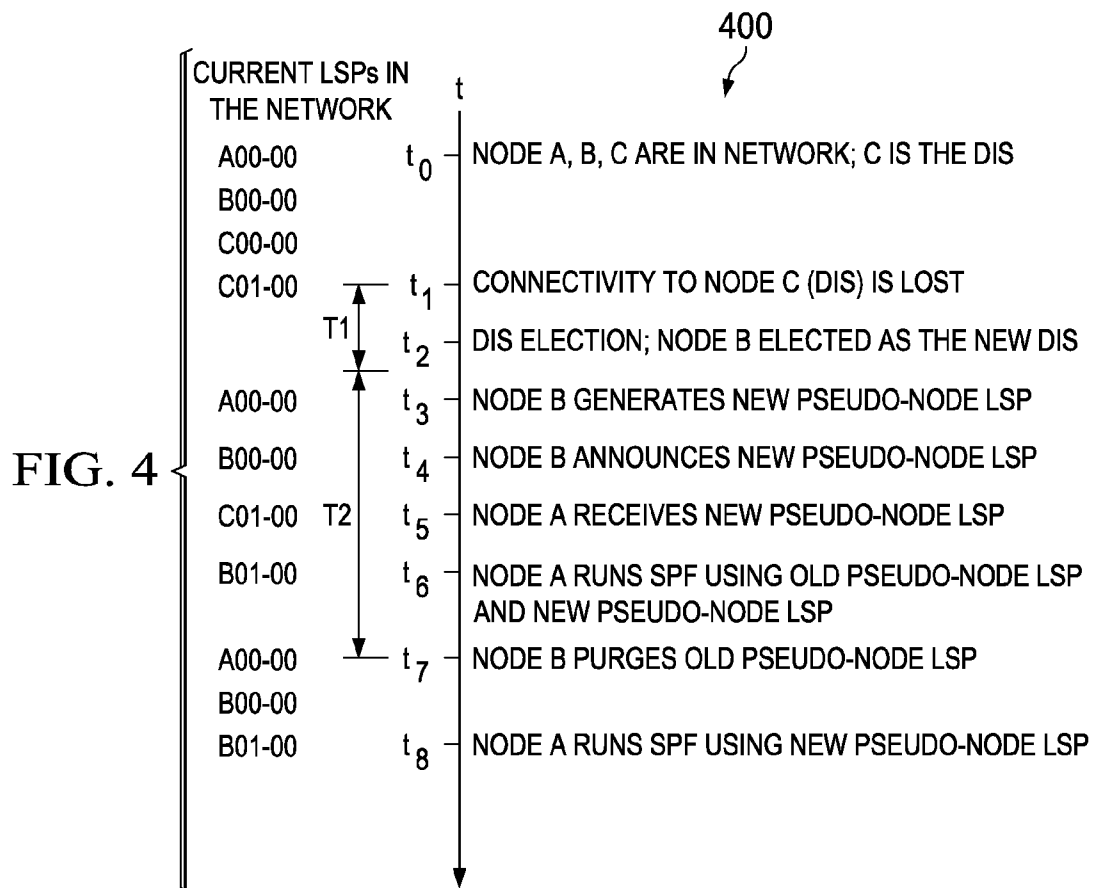 400
CURRENT LSPs IN
THE NETWORK
t
A00-00 t0 NODE A, B, C ARE IN NETWORK; C IS THE DIS
B00-00
C00-00
C01-00 t1 CONNECTIVITY TO NODE C (DIS) IS LOST
T1
t2 DIS ELECTION; NODE B ELECTED AS THE NEW DIS
A00-00 t3 NODE B GENERATES NEW PSEUDO-NODE LSP
FIG. 4
B00-00 t4 NODE B ANNOUNCES NEW PSEUDO-NODE LSP
C01-00 T2 t5 NODE A RECEIVES NEW PSEUDO-NODE LSP
B01-00 t6 NODE A RUNS SPF USING OLD PSEUDO-NODE LSP
AND NEW PSEUDO-NODE LSP
A00-00 t7 NODE B PURGES OLD PSEUDO-NODE LSP
B00-00
B01-00 t8 NODE A RUNS SPF USING NEW PSEUDO-NODE LSP